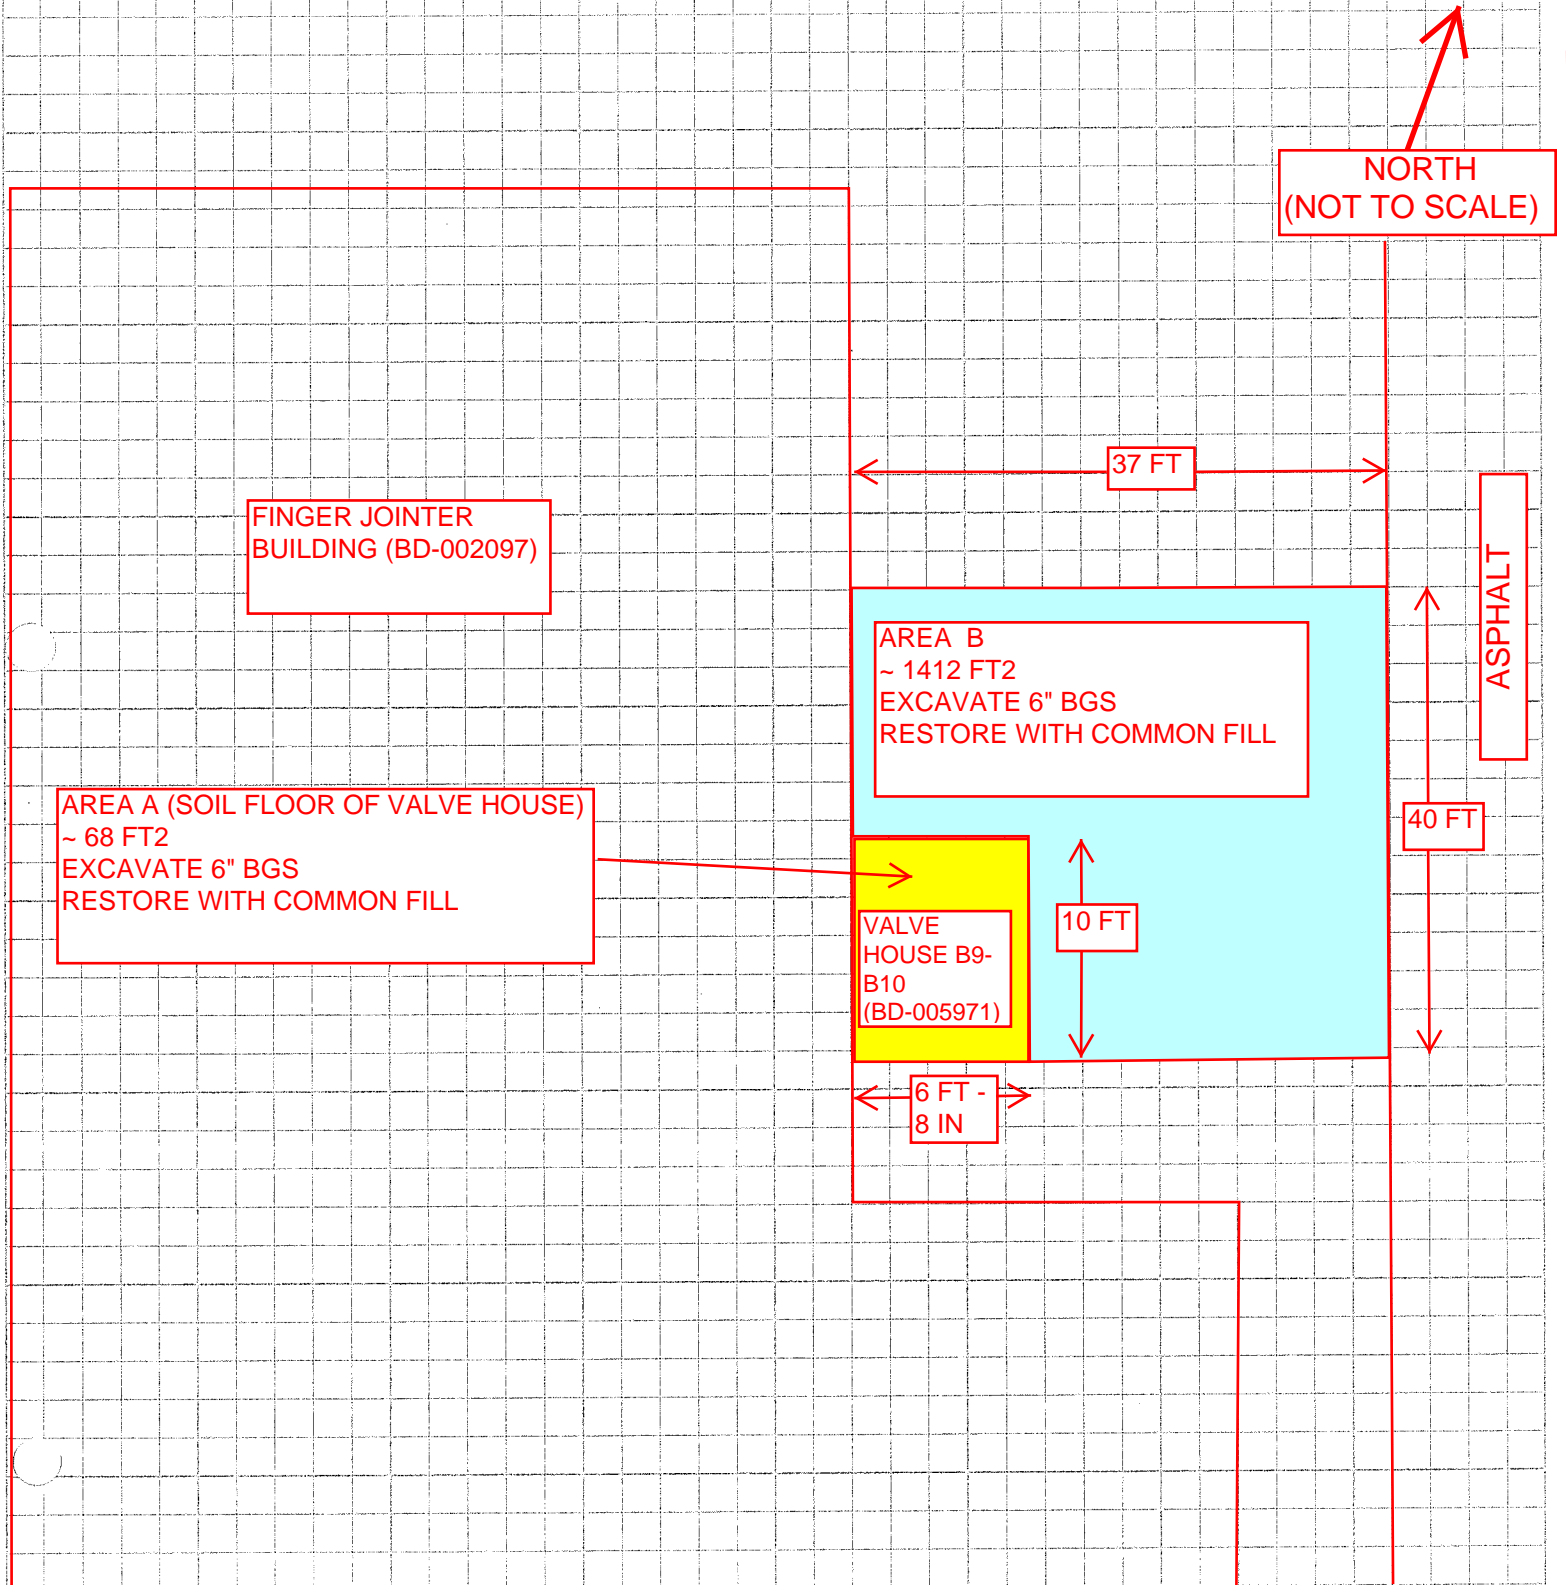 NORTH
(NOT TO SCALE)
37 FT
FINGER JOINTER
BUILDING (BD-002097)
ASPHALT
AREA B
~ 1412 FT2
EXCAVATE 6" BGS
RESTORE WITH COMMON FILL
AREA A (SOIL FLOOR OF VALVE HOUSE)
~ 68 FT2
EXCAVATE 6" BGS
RESTORE WITH COMMON FILL
40 FT
10 FT
VALVE
HOUSE B9-
B10
(BD-005971)
6 FT -
8 IN